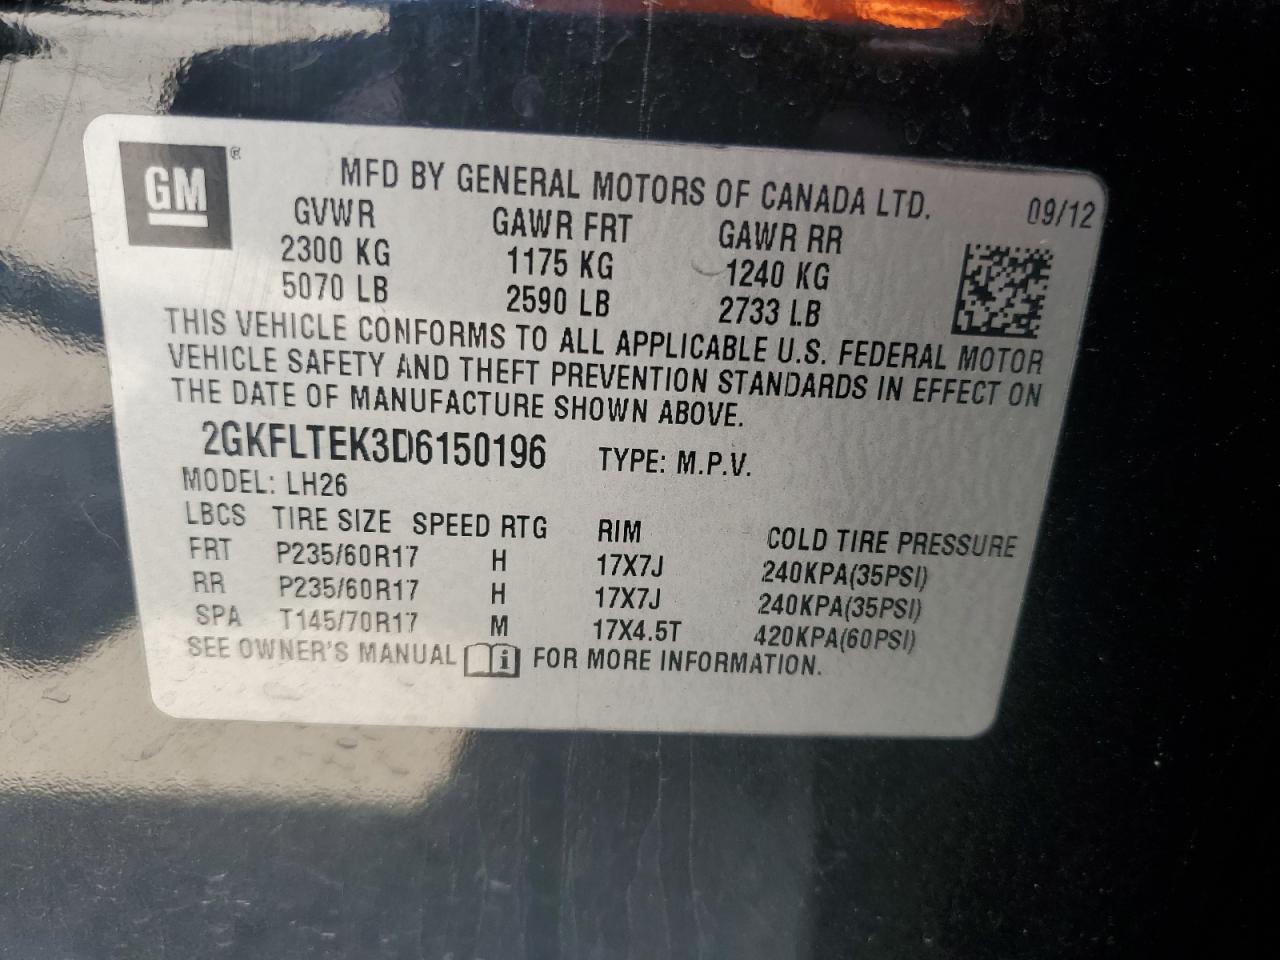 GM ® MFD BY GENERAL MOTORS OF CANADA LTD. 09/12
GVWR GAWR FRT GAWR RR
2300 KG 1175 KG 1240 KG
5070 LB 2590 LB 2733 LB
THIS VEHICLE CONFORMS TO ALL APPLICABLE U.S. FEDERAL MOTOR
VEHICLE SAFETY AND THEFT PREVENTION STANDARDS IN EFFECT ON
THE DATE OF MANUFACTURE SHOWN ABOVE.
2GKFLTEK3D6150196 TYPE: M.P.V.
MODEL: LH26
LBCS TIRE SIZE SPEED RTG RIM COLD TIRE PRESSURE
FRT P235/60R17 H 17X7J 240KPA(35PSI)
RR P235/60R17 H 17X7J 240KPA(35PSI)
SPA T145/70R17 M 17X4.5T 420KPA(60PSI)
SEE OWNER'S MANUAL i FOR MORE INFORMATION.